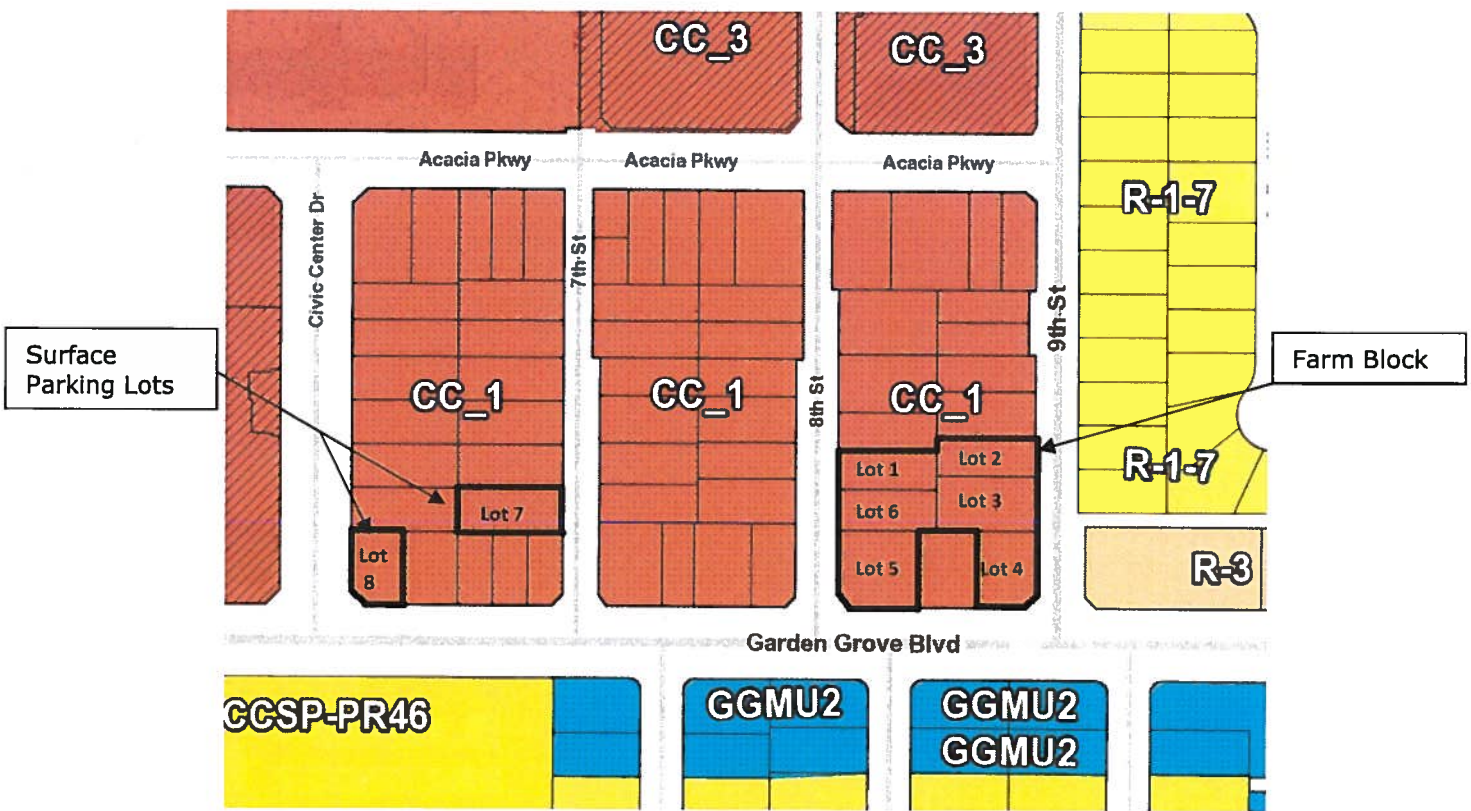 CC_3
CC_3
Acacia Pkwy
Acacia Pkwy
Acacia Pkwy
R-1-7
Civic Center Dr
7th St
8th St
9th St
Surface
Parking Lots
Farm Block
CC_1
CC_1
CC_1
R-1-7
Lot 1
Lot 2
Lot 3
Lot 6
Lot 7
Lot
8
Lot 5
Lot 4
R-3
Garden Grove Blvd
CCSP-PR46
GGMU2
GGMU2
GGMU2